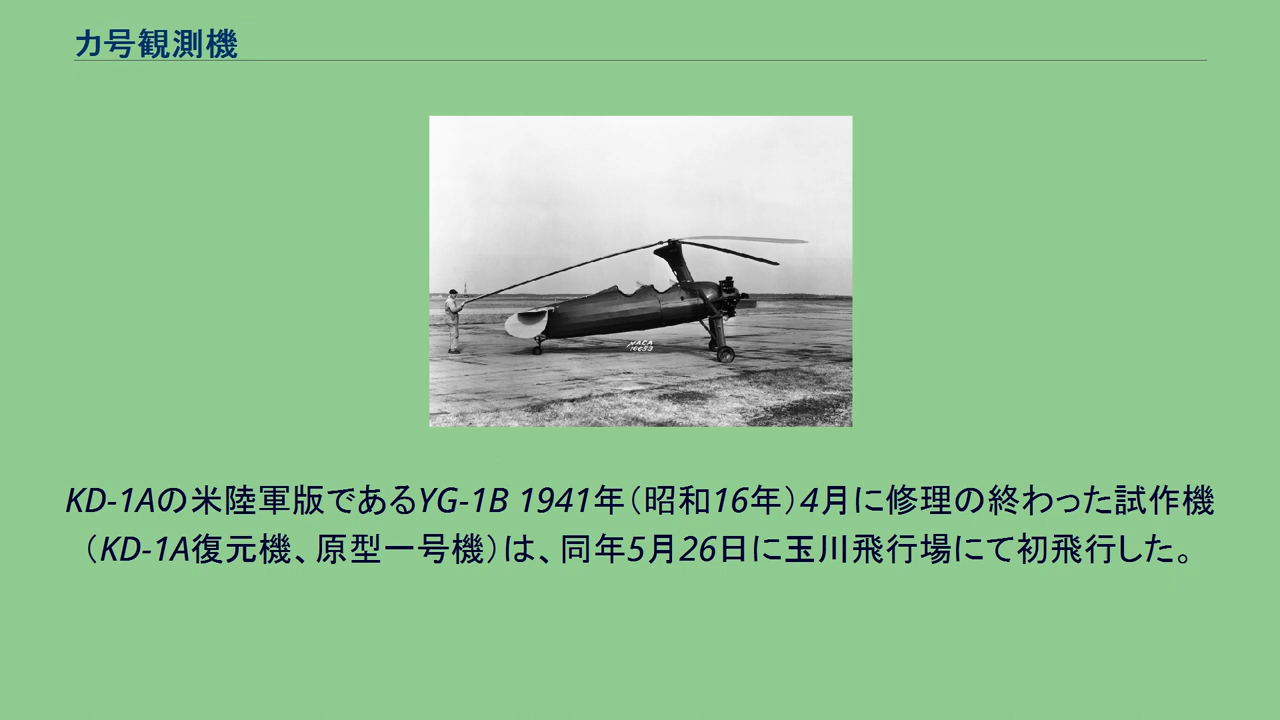 カ号観測機
NACA
16653
KD-1Aの米陸軍版であるYG-1B 1941年（昭和16年）4月に修理の終わった試作機
（KD-1A復元機、原型一号機）は、同年5月26日に玉川飛行場にて初飛行した。